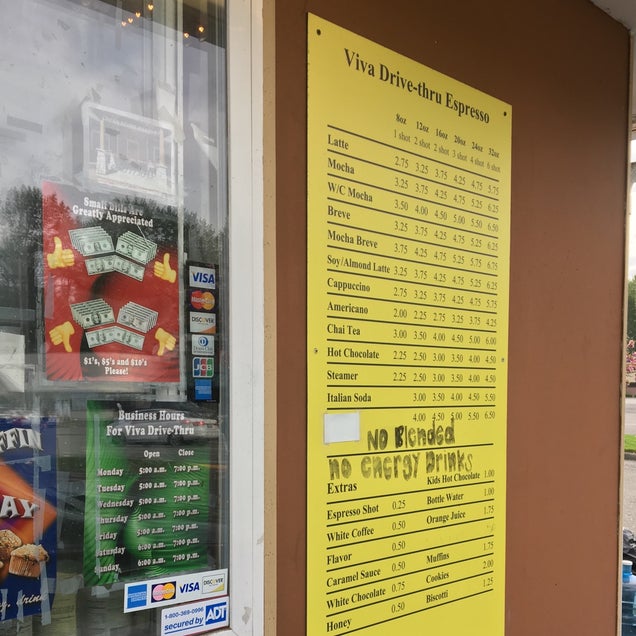 Small Bills Are
Greatly Appreciated
$1's, $5's and $10's
Please!
VISA
MasterCard
DISCOVER
Diners Club
JCB
Business Hours
For Viva Drive-Thru
Open Close
Monday 5:00 a.m. 7:00 p.m.
Tuesday 5:00 a.m. 7:00 p.m.
Wednesday 5:00 a.m. 7:00 p.m.
Thursday 5:00 a.m. 7:00 p.m.
Friday 5:00 a.m. 7:00 p.m.
Saturday 6:00 a.m. 7:00 p.m.
Sunday 6:00 a.m. 7:00 p.m.
VISA DISCOVER
1-800-369-0996
secured by ADT
FFIN
AY
Viva Drive-thru Espresso
8oz 12oz 16oz 20oz 24oz 32oz
1 shot 2 shot 2 shot 3 shot 4 shot 6 shot
Latte 2.75 3.25 3.75 4.25 4.75 5.75
Mocha 3.25 3.75 4.25 4.75 5.25 6.25
W/C Mocha 3.50 4.00 4.50 5.00 5.50 6.50
Breve 3.25 3.75 4.25 4.75 5.25 6.25
Mocha Breve 3.75 4.25 4.75 5.25 5.75 6.75
Soy/Almond Latte 3.25 3.75 4.25 4.75 5.25 6.25
Cappuccino 2.75 3.25 3.75 4.25 4.75 5.75
Americano 2.00 2.25 2.75 3.25 3.75 4.25
Chai Tea 3.00 3.50 4.00 4.50 5.00 6.00
Hot Chocolate 2.25 2.50 3.00 3.50 4.00 4.50
Steamer 2.25 2.50 3.00 3.50 4.00 4.50
Italian Soda 3.00 3.50 4.00 4.50 5.50
4.00 4.50 5.00 5.50 6.50
No Blended
no energy Drinks
Extras Kids Hot Chocolate 1.00
Espresso Shot 0.25 Bottle Water 1.00
White Coffee 0.50 Orange Juice 1.75
Flavor 0.50
Caramel Sauce 0.50 Muffins 1.75
White Chocolate 0.75 Cookies 2.00
Honey 0.50 Biscotti 1.25